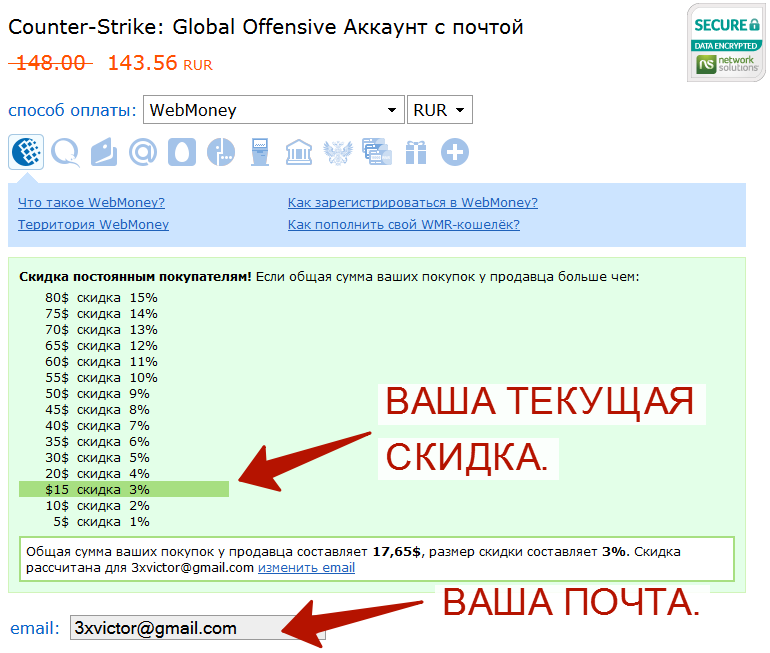 Counter-Strike: Global Offensive Аккаунт с почтой
148.00 143.56 RUR
SECURE
DATA ENCRYPTED
ns network solutions
способ оплаты: WebMoney RUR
Что такое WebMoney? Как зарегистрироваться в WebMoney?
Территория WebMoney Как пополнить свой WMR-кошелёк?
Скидка постоянным покупателям! Если общая сумма ваших покупок у продавца больше чем:
80$ скидка 15%
75$ скидка 14%
70$ скидка 13%
65$ скидка 12%
60$ скидка 11%
55$ скидка 10%
50$ скидка 9%
45$ скидка 8%
40$ скидка 7%
35$ скидка 6%
30$ скидка 5%
20$ скидка 4%
$15 скидка 3%
10$ скидка 2%
5$ скидка 1%
ВАША ТЕКУЩАЯ
СКИДКА.
Общая сумма ваших покупок у продавца составляет 17,65$, размер скидки составляет 3%. Скидка
рассчитана для 3xvictor@gmail.com изменить email
ВАША ПОЧТА.
email: 3xvictor@gmail.com